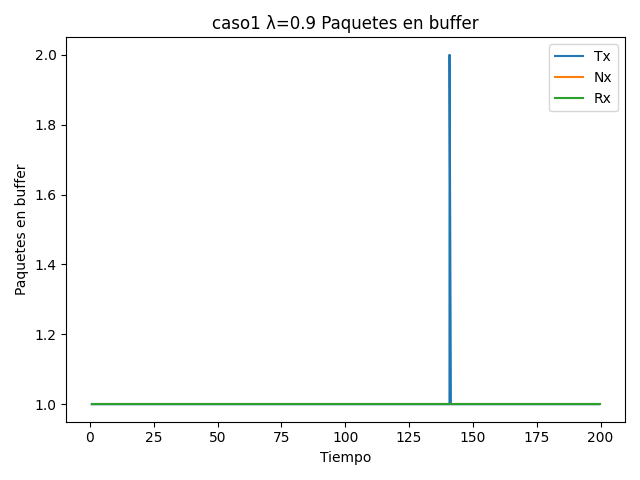 caso1 λ=0.9 Paquetes en buffer
2.0
1.8
1.6
1.4
1.2
1.0
Paquetes en buffer
Tx
Nx
Rx
0 25 50 75 100 125 150 175 200
Tiempo